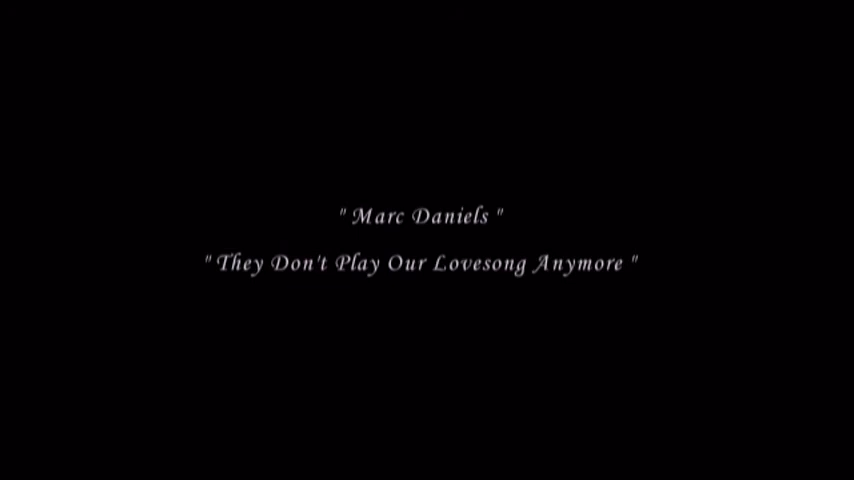 " Marc Daniels "
" They Don't Play Our Lovesong Anymore "